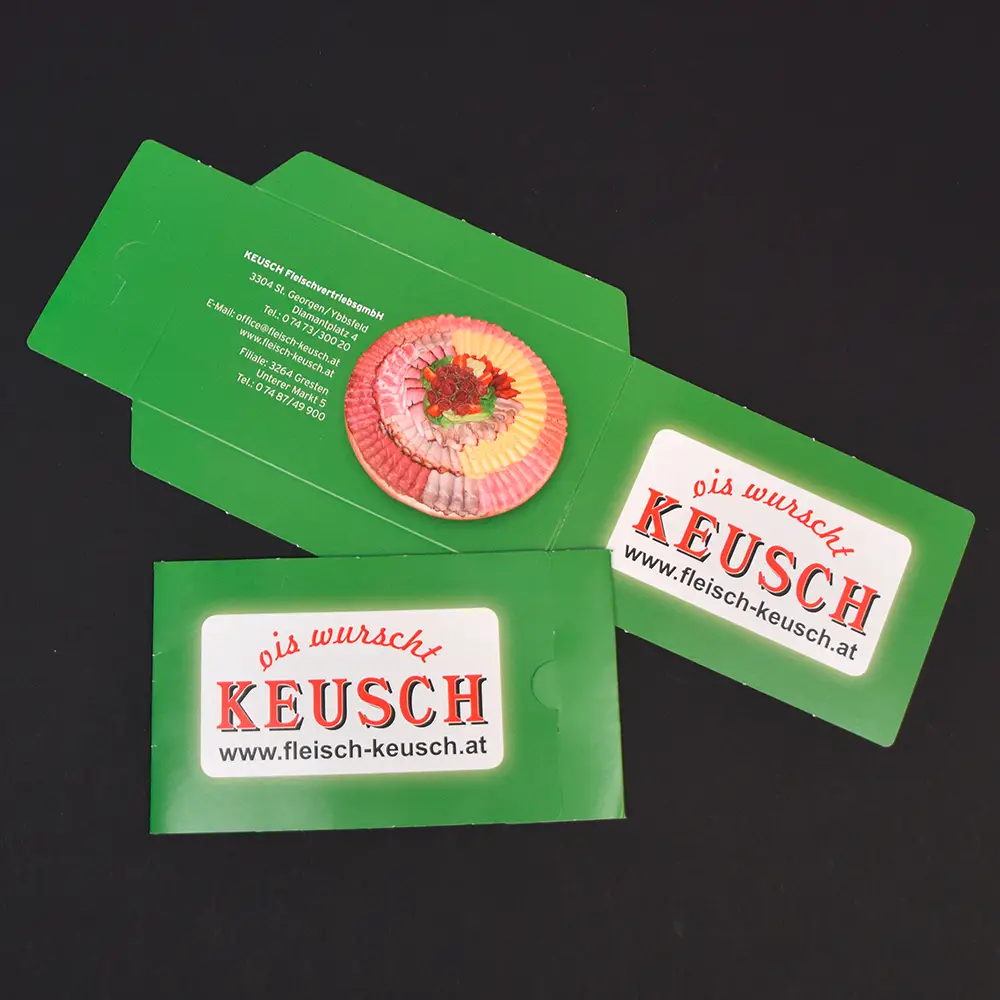 KEUSCH FleischvertriebsgmbH
3304 St. Georgen/Ybbsfeld
Diamantplatz 4
Tel.: 0 74 73/300 20
E-Mail: office@fleisch-keusch.at
www.fleisch-keusch.at
Filiale: 3264 Gresten
Unterer Markt 5
Tel.: 0 74 87/49 900
ois wurscht
KEUSCH
www.fleisch-keusch.at
ois wurscht
KEUSCH
www.fleisch-keusch.at